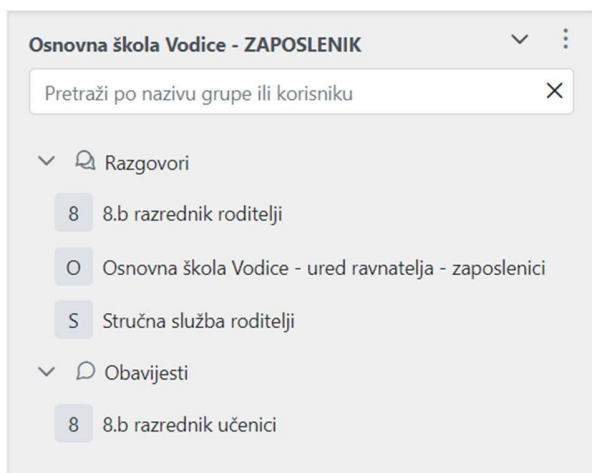 Osnovna škola Vodice - ZAPOSLENIK
Pretraži po nazivu grupe ili korisniku
Razgovori
8 8.b razrednik roditelji
O Osnovna škola Vodice - ured ravnatelja - zaposlenici
S Stručna služba roditelji
Obavijesti
8 8.b razrednik učenici